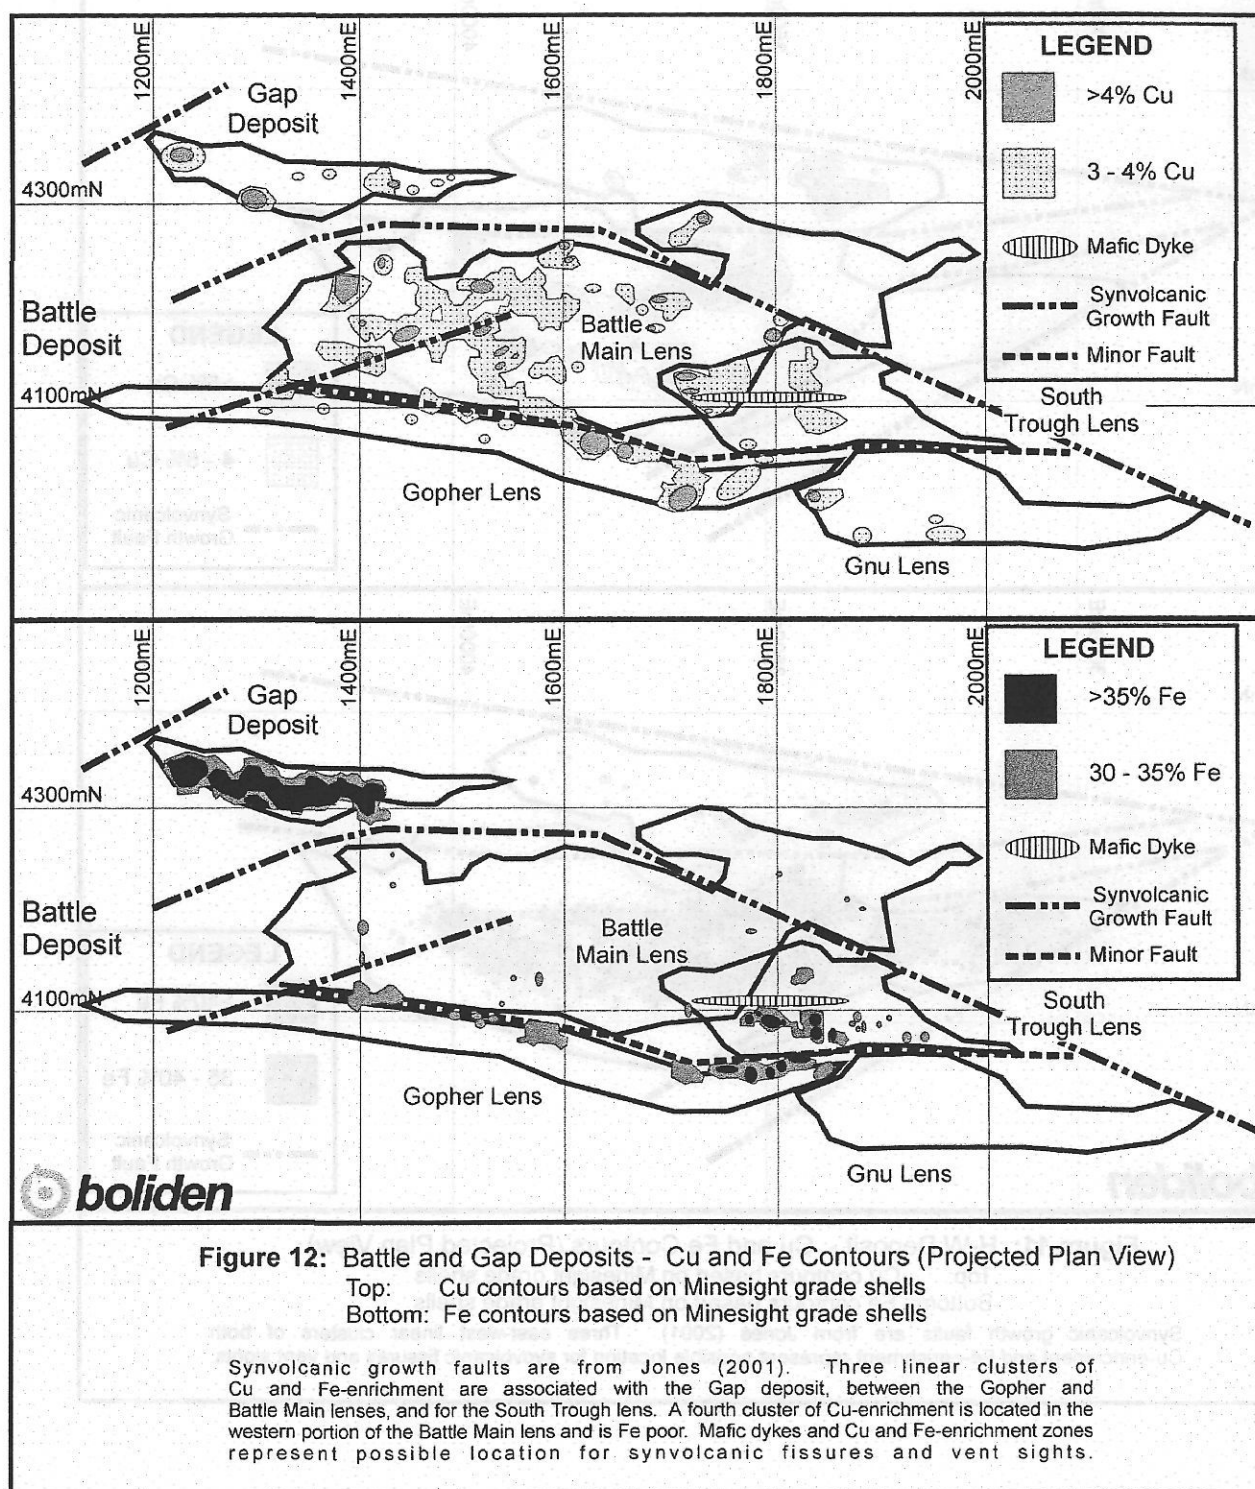 1200mE
1400mE
1600mE
1800mE
2000mE
LEGEND
>4% Cu
3 - 4% Cu
Mafic Dyke
Synvolcanic
Growth Fault
Minor Fault
Gap
Deposit
4300mN
Battle
Deposit
Battle
Main Lens
4100mN
South
Trough Lens
Gopher Lens
Gnu Lens
1200mE
1400mE
1600mE
1800mE
2000mE
LEGEND
>35% Fe
30 - 35% Fe
Mafic Dyke
Synvolcanic
Growth Fault
Minor Fault
Gap
Deposit
4300mN
Battle
Deposit
Battle
Main Lens
4100mN
South
Trough Lens
Gopher Lens
Gnu Lens
boliden
Figure 12: Battle and Gap Deposits - Cu and Fe Contours (Projected Plan View)
Top: Cu contours based on Minesight grade shells
Bottom: Fe contours based on Minesight grade shells
Synvolcanic growth faults are from Jones (2001). Three linear clusters of
Cu and Fe-enrichment are associated with the Gap deposit, between the Gopher and
Battle Main lenses, and for the South Trough lens. A fourth cluster of Cu-enrichment is located in the
western portion of the Battle Main lens and is Fe poor. Mafic dykes and Cu and Fe-enrichment zones
represent possible location for synvolcanic fissures and vent sights.